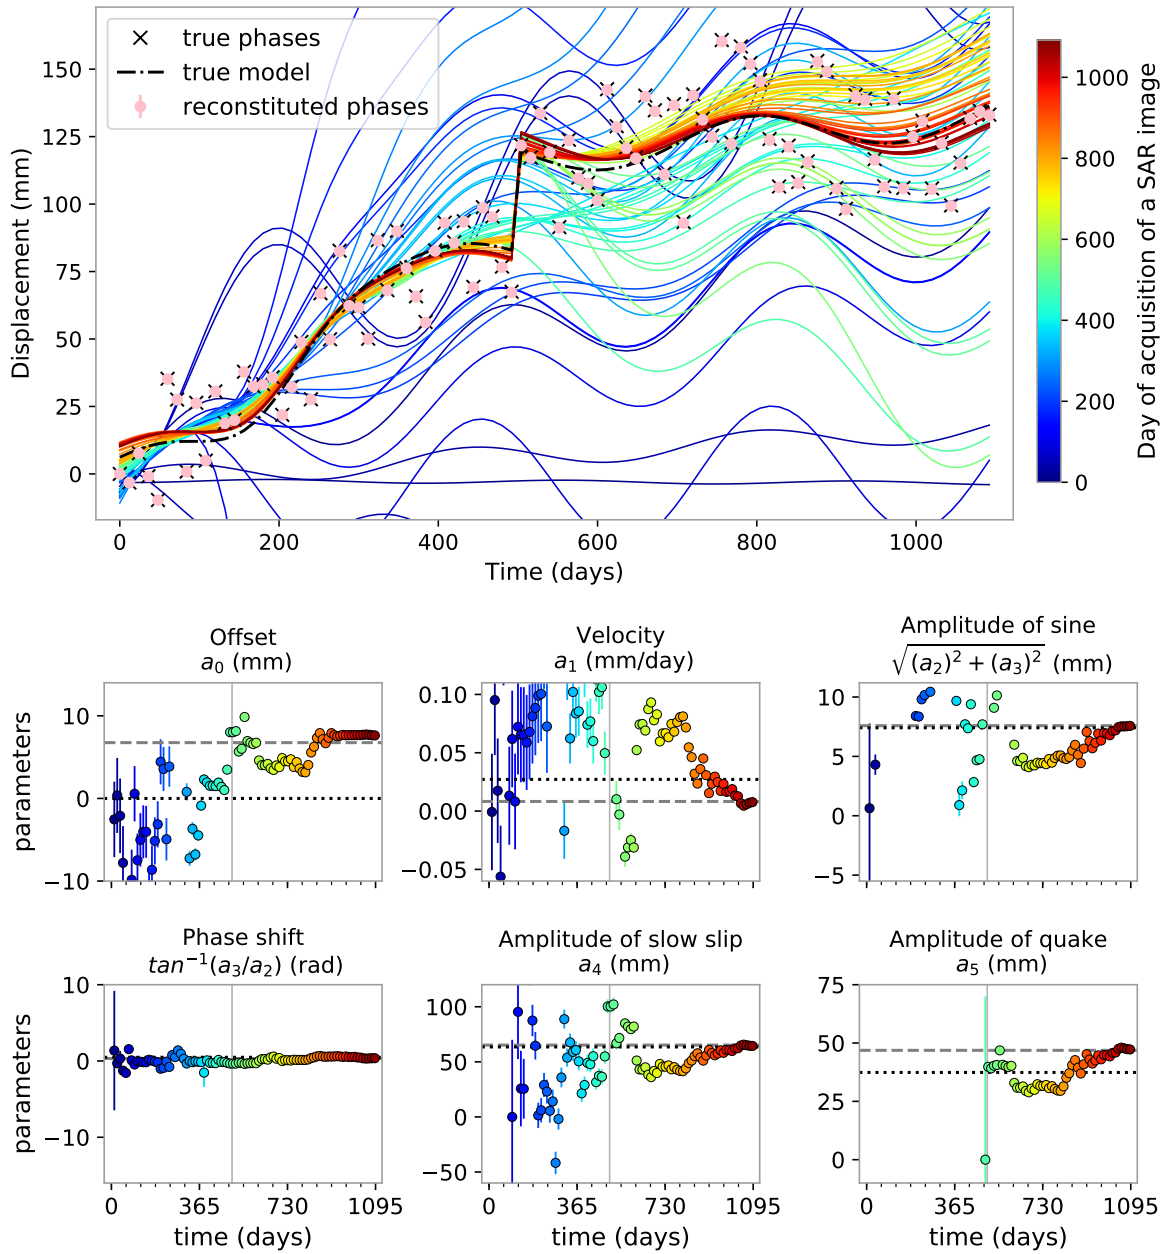 true phases
true model
reconstituted phases
150
125
100
75
50
25
0
Displacement (mm)
0 200 400 600 800 1000
Time (days)
1000
800
600
400
200
0
Day of acquisition of a SAR image
Offset
a₀ (mm)
10
0
−10
parameters
Velocity
a₁ (mm/day)
0.10
0.05
0.00
−0.05
Amplitude of sine
√(a₂)² + (a₃)² (mm)
10
5
0
−5
Phase shift
tan⁻¹(a₃/a₂) (rad)
10
0
−10
parameters
0 365 730 1095
time (days)
Amplitude of slow slip
a₄ (mm)
100
50
0
−50
0 365 730 1095
time (days)
Amplitude of quake
a₅ (mm)
75
50
25
0
0 365 730 1095
time (days)